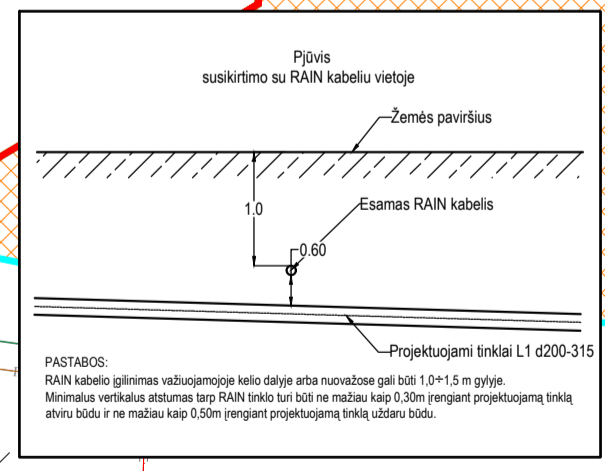 Pjūvis
susikirtimo su RAIN kabeliu vietoje
Žemės paviršius
1.0
Esamas RAIN kabelis
0.60
Projektuojami tinklai L1 d200-315
PASTABOS:
RAIN kabelio įgilinimas važiuojamojoje kelio dalyje arba nuovažose gali būti 1,0÷1,5 m gylyje.
Minimalus vertikalus atstumas tarp RAIN tinklo turi būti ne mažiau kaip 0,30m įrengiant projektuojamą tinklą
atviru būdu ir ne mažiau kaip 0,50m įrengiant projektuojamą tinklą uždaru būdu.